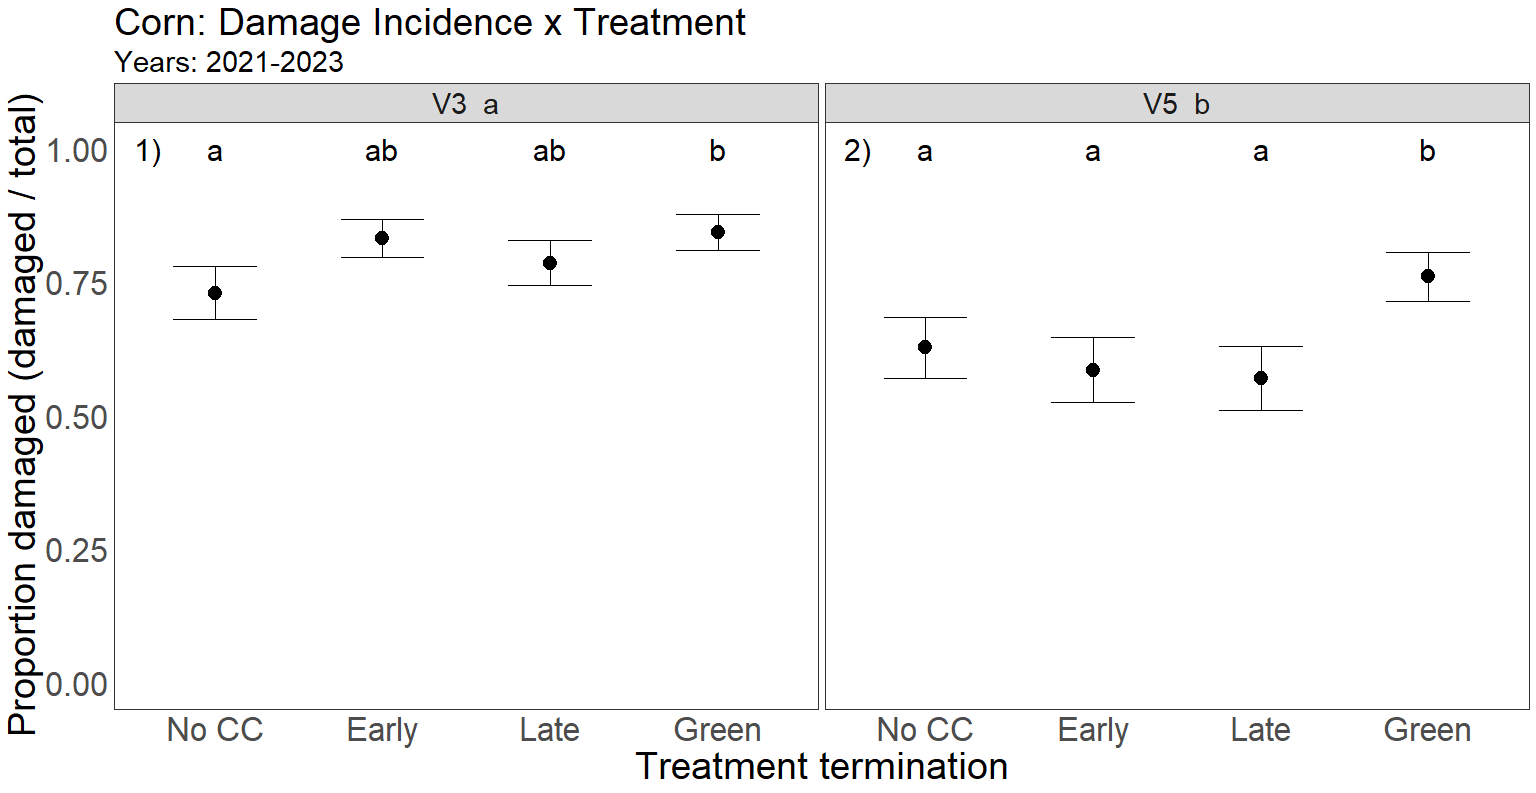 Corn: Damage Incidence x Treatment
Years: 2021-2023
V3 a
V5 b
Proportion damaged (damaged / total)
1.00
0.75
0.50
0.25
0.00
1) a ab ab b
2) a a a b
No CC Early Late Green
No CC Early Late Green
Treatment termination